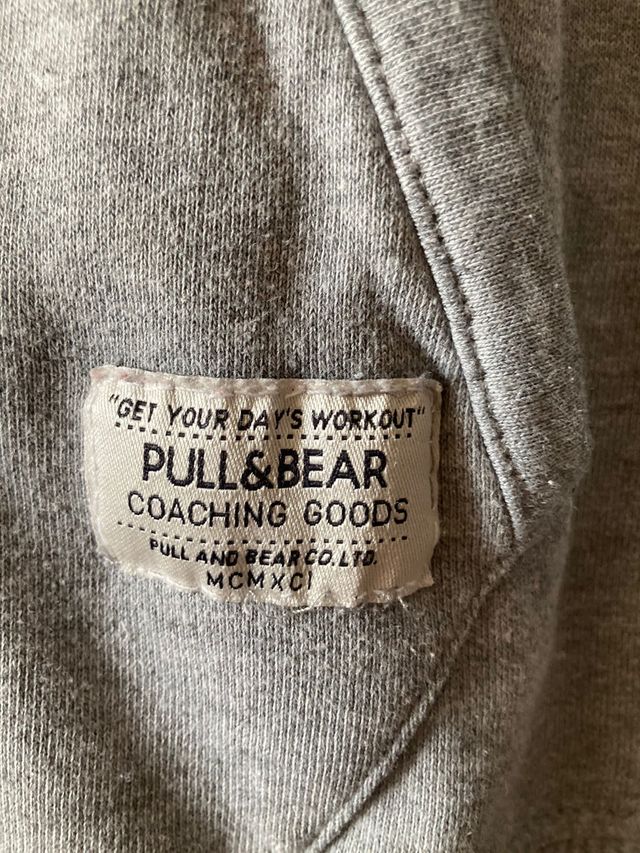 "GET YOUR DAY'S WORKOUT"
PULL&BEAR
COACHING GOODS
PULL AND BEAR CO. LTD.
MCMXCI